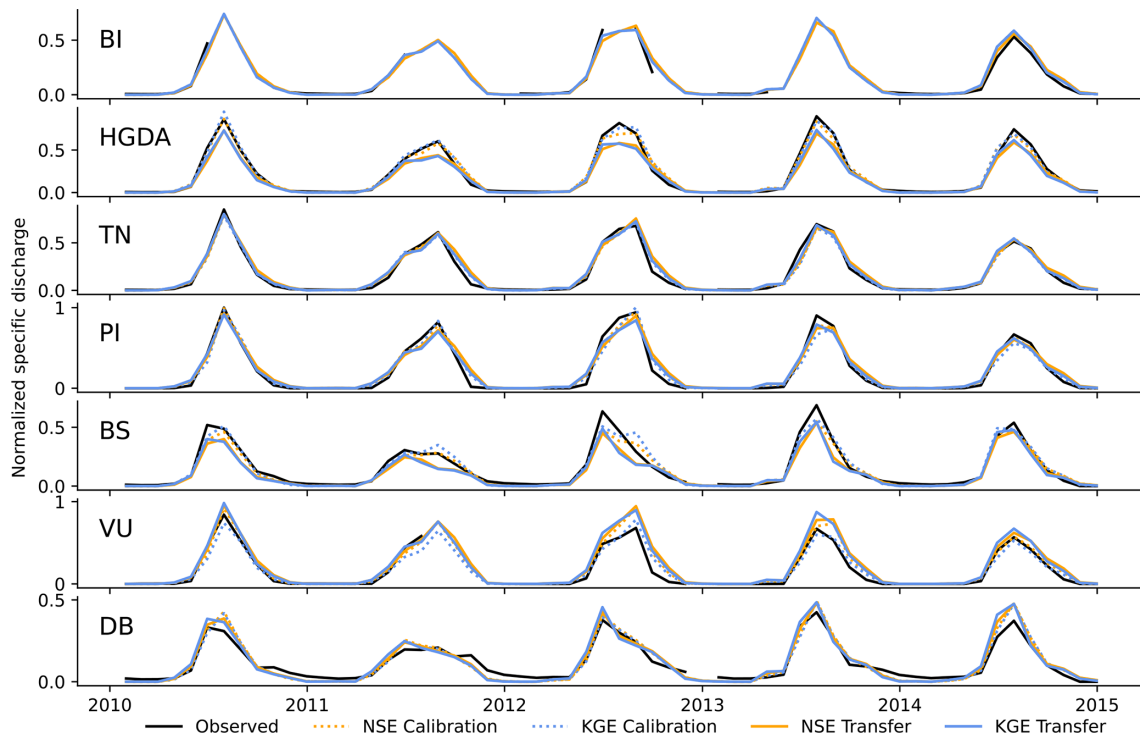 Normalized specific discharge
BI
0.5
0.0
HGDA
0.5
0.0
TN
0.5
0.0
PI
1
0
BS
0.5
0.0
VU
1
0
DB
0.5
0.0
2010 2011 2012 2013 2014 2015
Observed NSE Calibration KGE Calibration NSE Transfer KGE Transfer